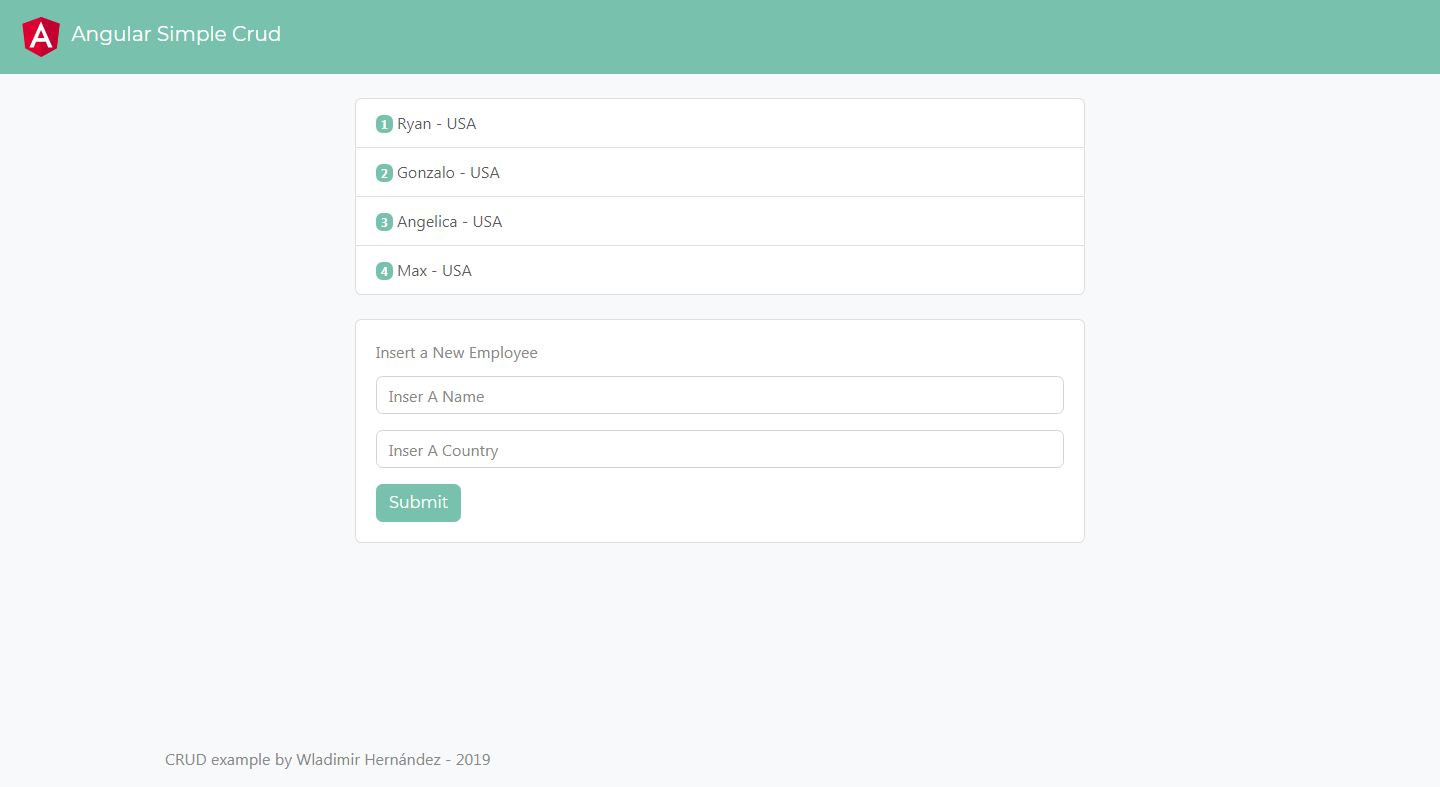 A Angular Simple Crud
1 Ryan - USA
2 Gonzalo - USA
3 Angelica - USA
4 Max - USA
Insert a New Employee
Inser A Name
Inser A Country
Submit
CRUD example by Wladimir Hernández - 2019